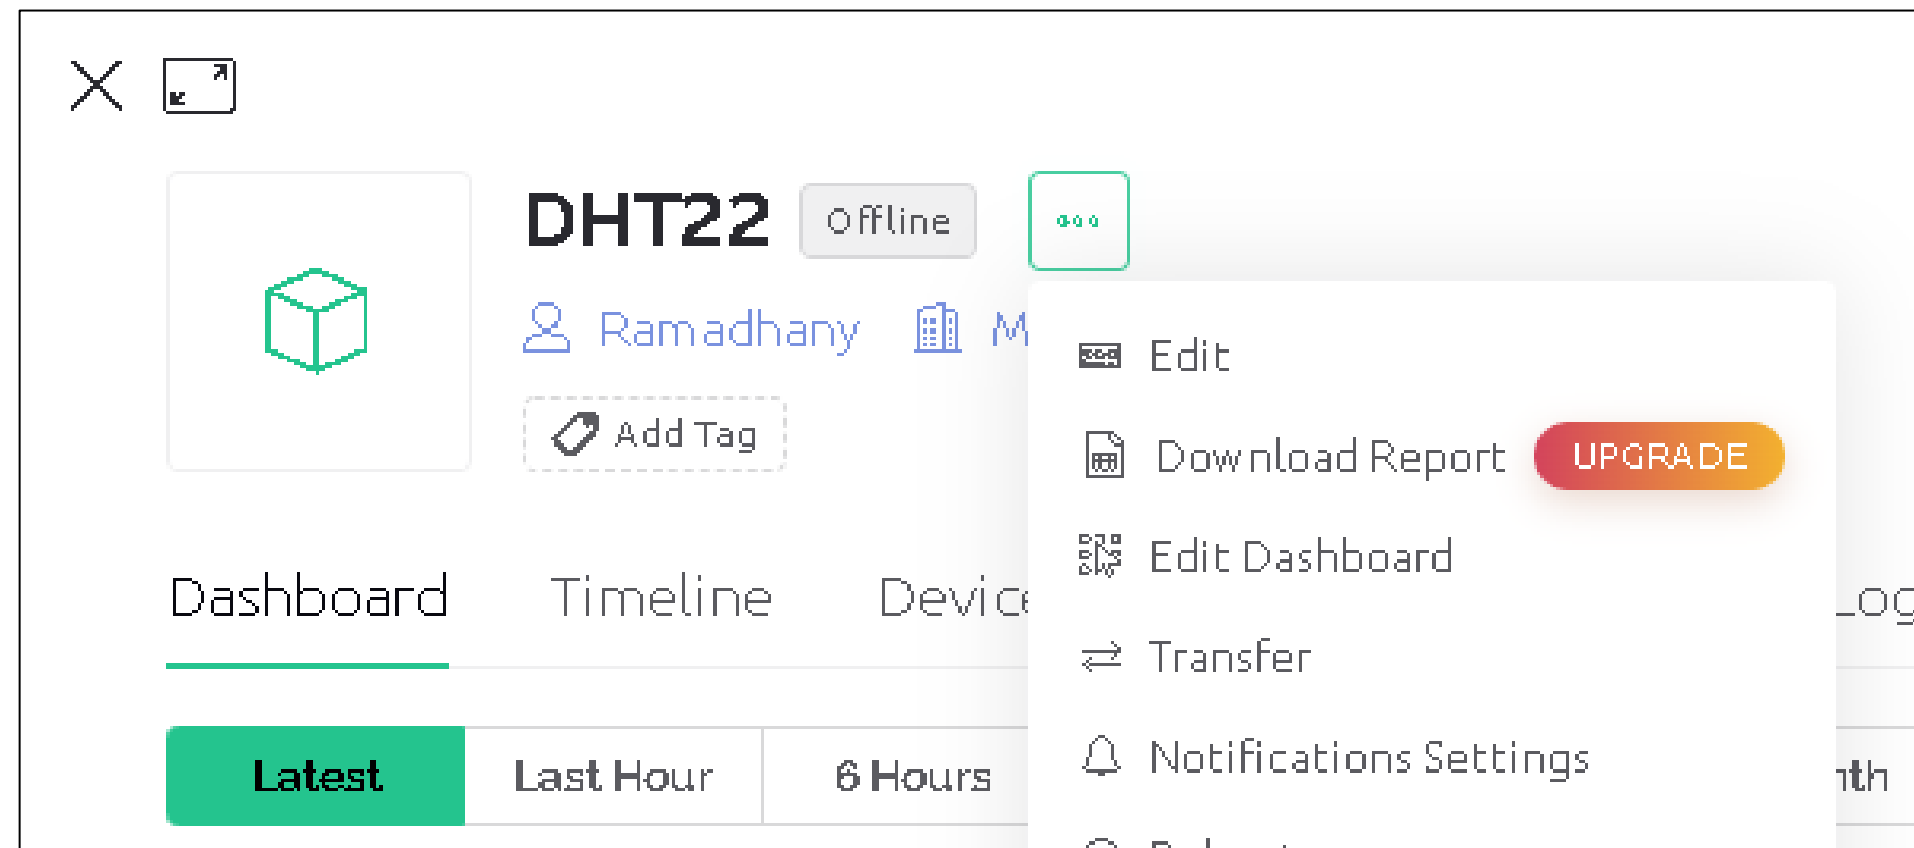 DHT22 Offline
Ramadhany
Add Tag
Edit
Download Report UPGRADE
Edit Dashboard
Transfer
Notifications Settings
Dashboard Timeline
Latest Last Hour 6 Hours